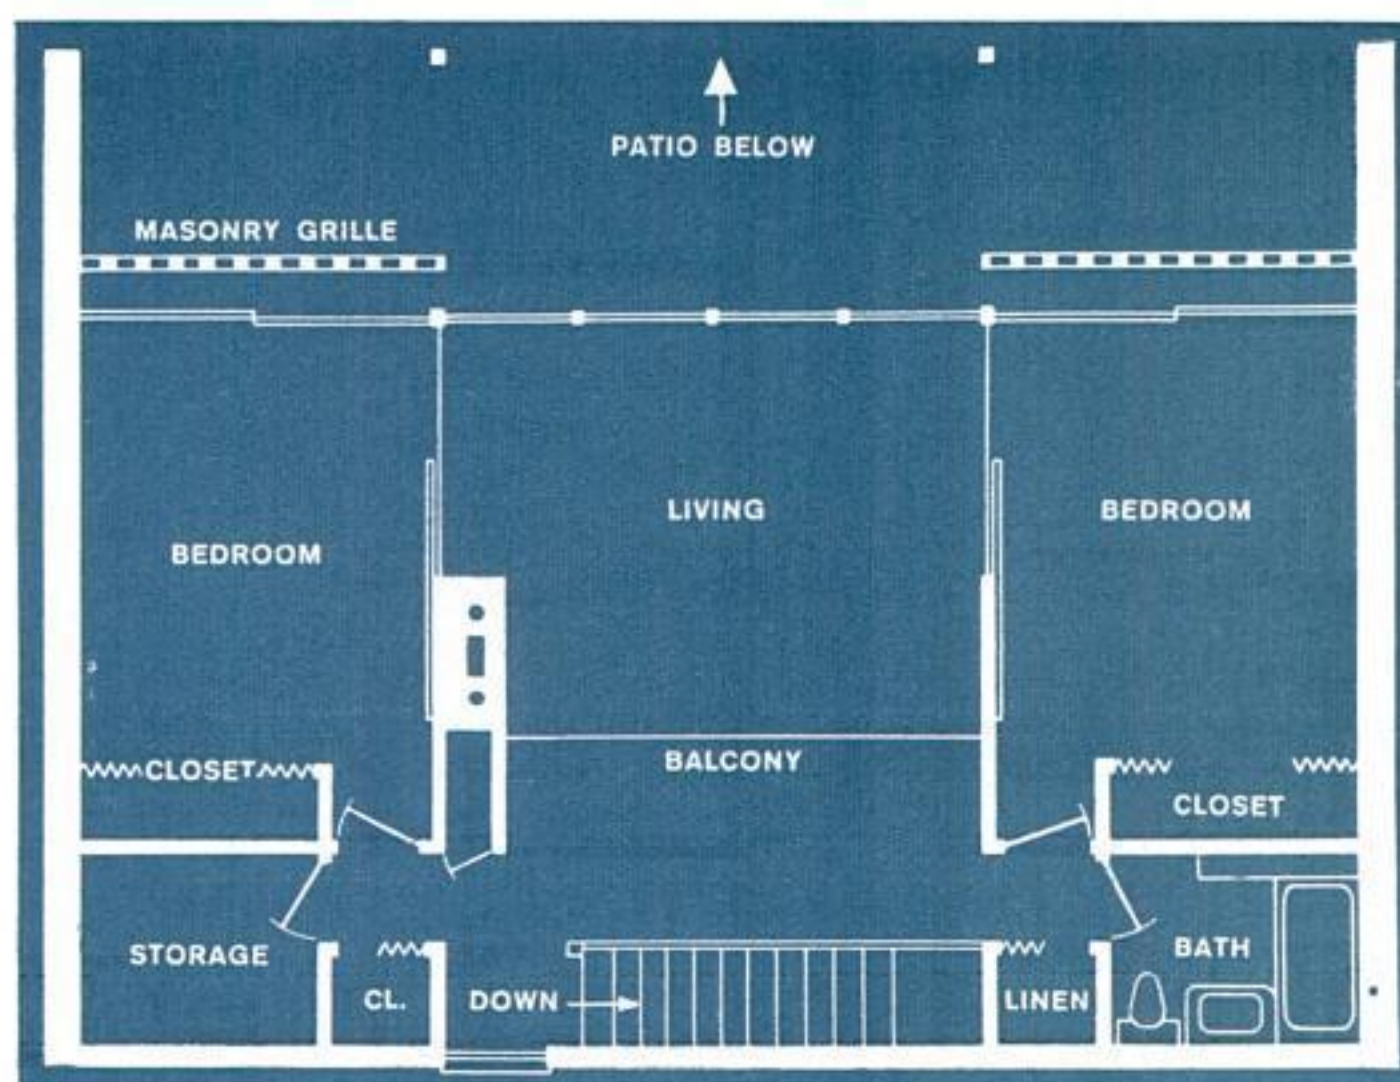 PATIO BELOW
MASONRY GRILLE
LIVING
BEDROOM
BEDROOM
BALCONY
CLOSET
CLOSET
STORAGE
BATH
CL.
DOWN
LINEN